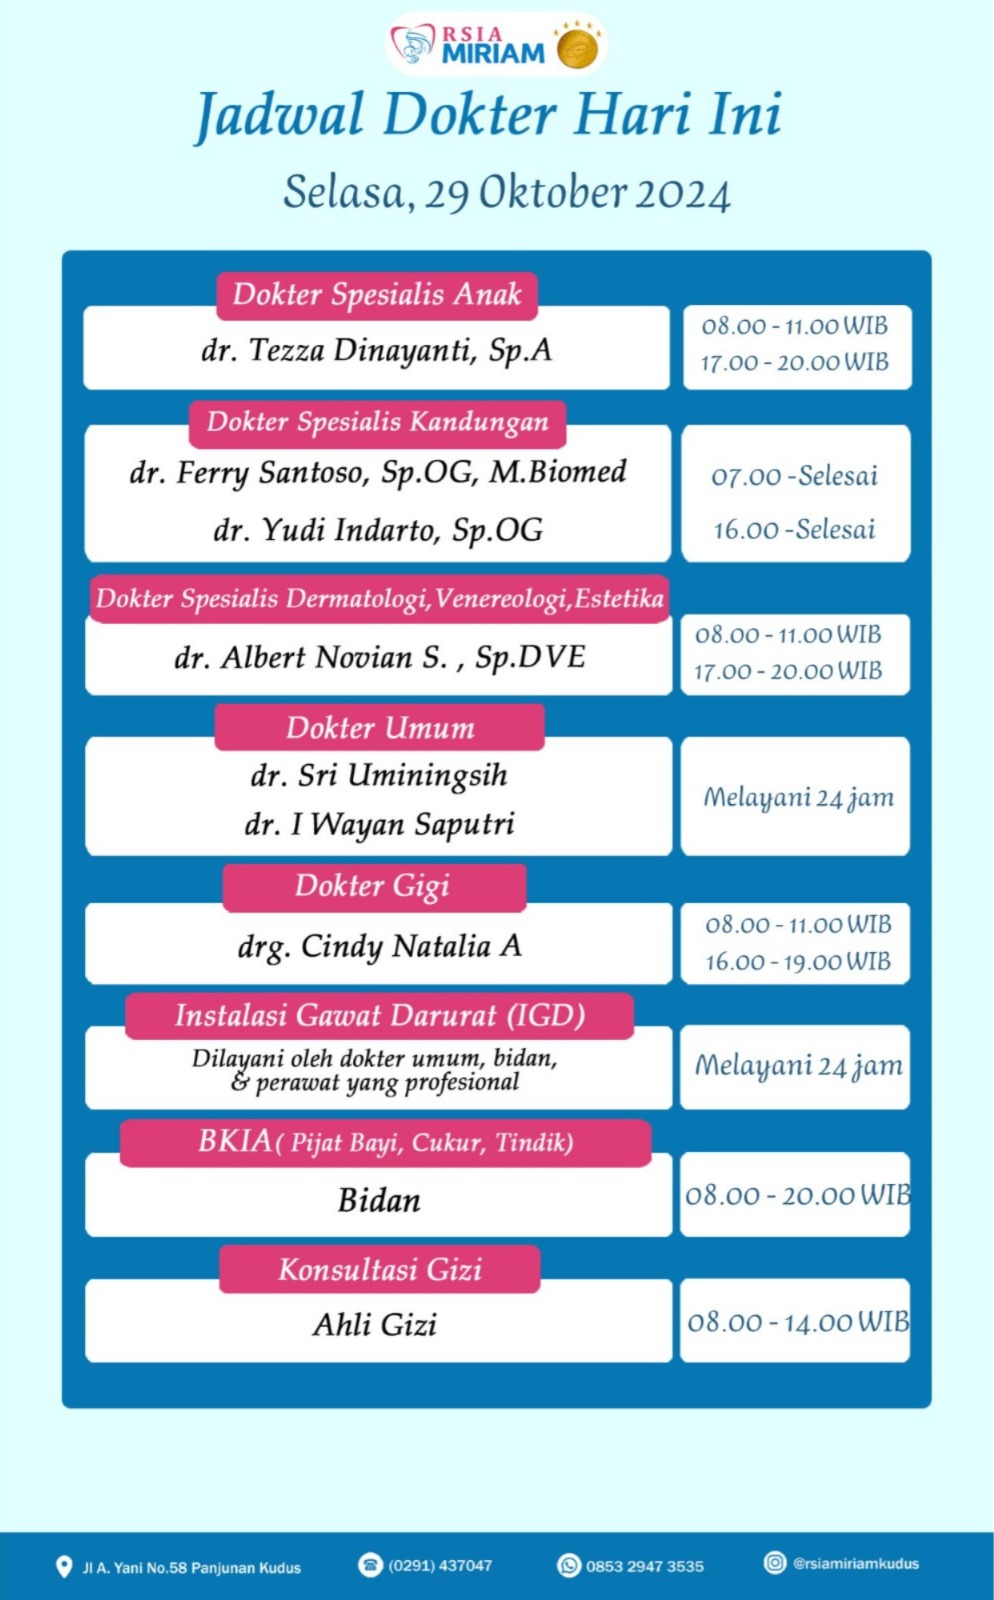 RSIA
MIRIAM
Jadwal Dokter Hari Ini
Selasa, 29 Oktober 2024
Dokter Spesialis Anak
dr. Tezza Dinayanti, Sp.A
08.00 - 11.00 WIB
17.00 - 20.00 WIB
Dokter Spesialis Kandungan
dr. Ferry Santoso, Sp.OG, M.Biomed
07.00 -Selesai
dr. Yudi Indarto, Sp.OG
16.00 -Selesai
Dokter Spesialis Dermatologi,Venereologi,Estetika
dr. Albert Novian S. , Sp.DVE
08.00 - 11.00 WIB
17.00 - 20.00 WIB
Dokter Umum
dr. Sri Uminingsih
dr. I Wayan Saputri
Melayani 24 jam
Dokter Gigi
drg. Cindy Natalia A
08.00 - 11.00 WIB
16.00 - 19.00 WIB
Instalasi Gawat Darurat (IGD)
Dilayani oleh dokter umum, bidan,
& perawat yang profesional
Melayani 24 jam
BKIA( Pijat Bayi, Cukur, Tindik)
Bidan
08.00 - 20.00 WIB
Konsultasi Gizi
Ahli Gizi
08.00 - 14.00 WIB
Jl A. Yani No.58 Panjunan Kudus
(0291) 437047
0853 2947 3535
@rsiamiriamkudus